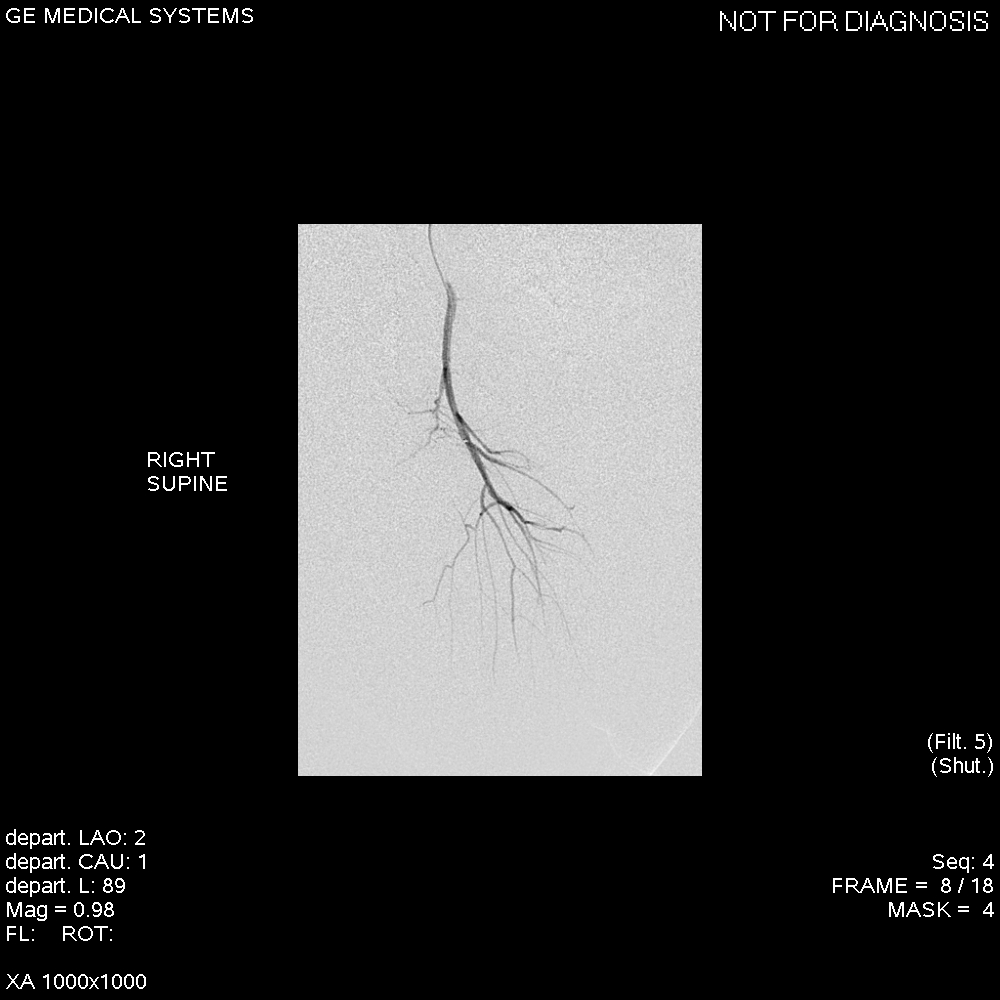 GE MEDICAL SYSTEMS
NOT FOR DIAGNOSIS
RIGHT
SUPINE
(Filt. 5)
(Shut.)
depart. LAO: 2
depart. CAU: 1
depart. L: 89
Mag = 0.98
FL: ROT:
XA 1000x1000
Seq: 4
FRAME = 8 / 18
MASK = 4